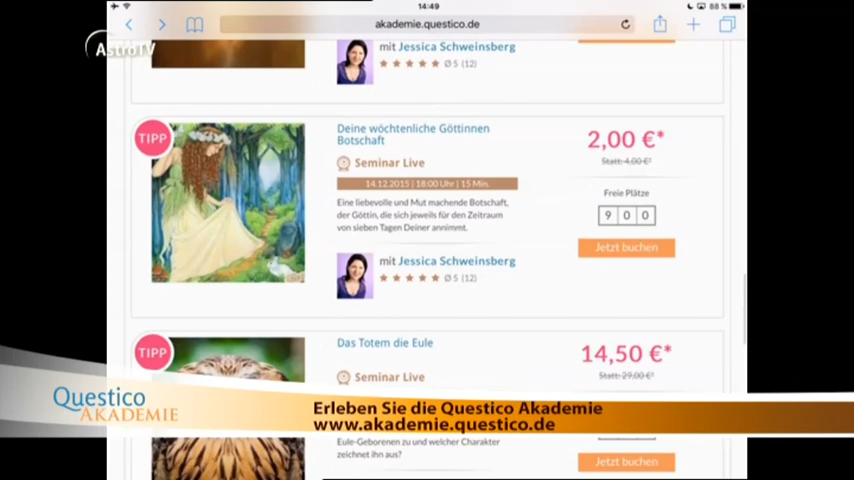 14:49
88 %
akademie.questico.de
AstroTV
mit Jessica Schweinsberg
Ø 5 (12)
TIPP
Deine wöchtenliche Göttinnen
Botschaft
Seminar Live
14.12.2015 | 18:00 Uhr | 15 Min.
Eine liebevolle und Mut machende Botschaft,
der Göttin, die sich jeweils für den Zeitraum
von sieben Tagen Deiner annimmt.
mit Jessica Schweinsberg
Ø 5 (12)
2,00 €*
Statt: 4,00 €²
Freie Plätze
9 0 0
Jetzt buchen
TIPP
Das Totem die Eule
Seminar Live
14,50 €*
Statt: 29,00 €²
Questico
AKADEMIE
Erleben Sie die Questico Akademie
www.akademie.questico.de
Eule-Geborenen zu und welcher Charakter
zeichnet ihn aus?
Jetzt buchen